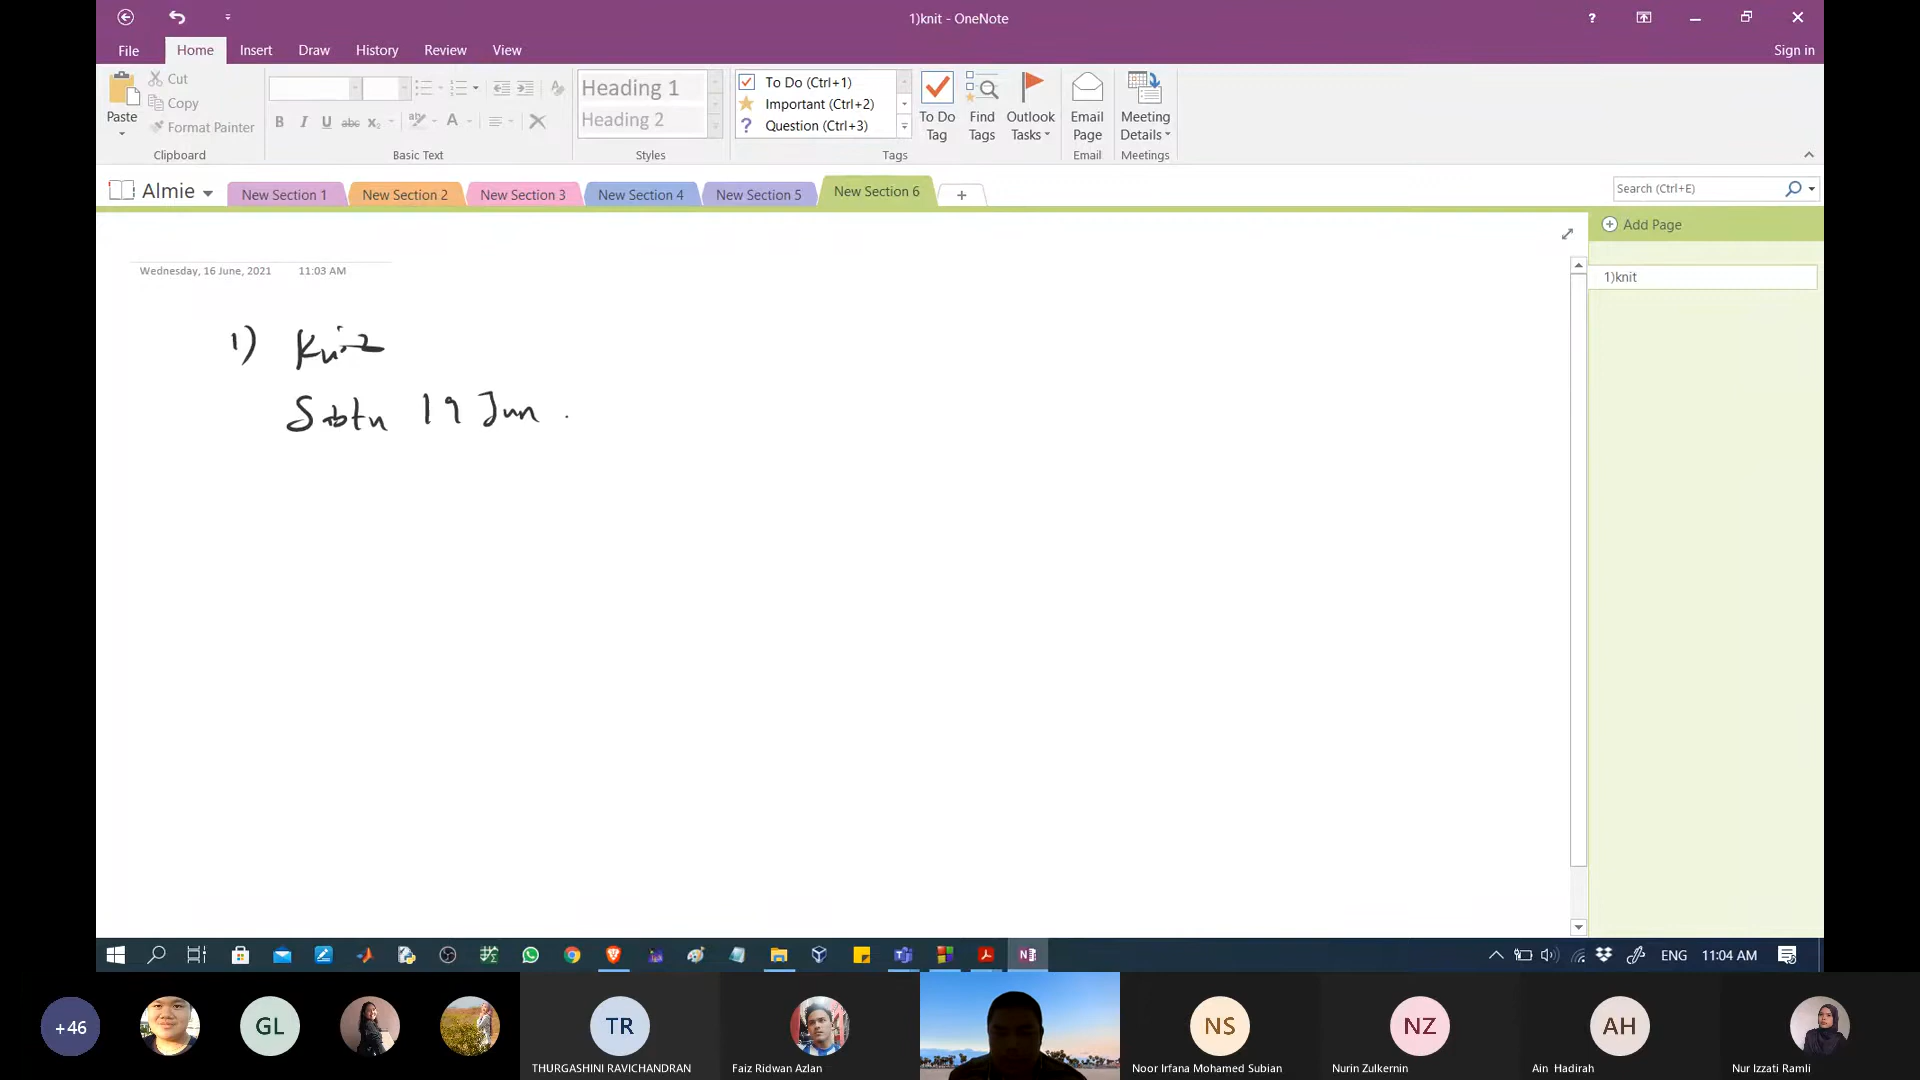 1)knit - OneNote
?
File Home Insert Draw History Review View
Sign in
Paste
Cut
Copy
Format Painter
Clipboard
B I U abc x₂ A
Basic Text
Heading 1
Heading 2
Styles
To Do (Ctrl+1)
Important (Ctrl+2)
Question (Ctrl+3)
To Do Tag
Find Tags
Outlook Tasks
Tags
Email Page
Email
Meeting Details
Meetings
Almie
New Section 1 New Section 2 New Section 3 New Section 4 New Section 5 New Section 6 +
Search (Ctrl+E)
Add Page
1)knit
Wednesday, 16 June, 2021 11:03 AM
1) Kuiz
Sabtu 19 Jun
ENG 11:04 AM
+46
GL
TR
NS
NZ
AH
THURGASHINI RAVICHANDRAN
Faiz Ridwan Azlan
Noor Irfana Mohamed Subian
Nurin Zulkernin
Ain Hadirah
Nur Izzati Ramli